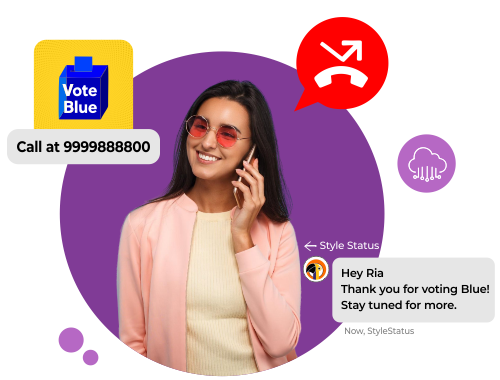 Vote
Blue
Call at 9999888800
Style Status
Hey Ria
Thank you for voting Blue!
Stay tuned for more.
Now, StyleStatus